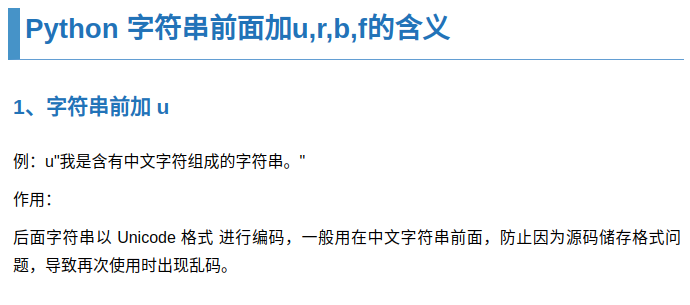 Python 字符串前面加u,r,b,f的含义
1、字符串前加 u
例：u"我是含有中文字符组成的字符串。"
作用：
后面字符串以 Unicode 格式 进行编码，一般用在中文字符串前面，防止因为源码储存格式问
题，导致再次使用时出现乱码。